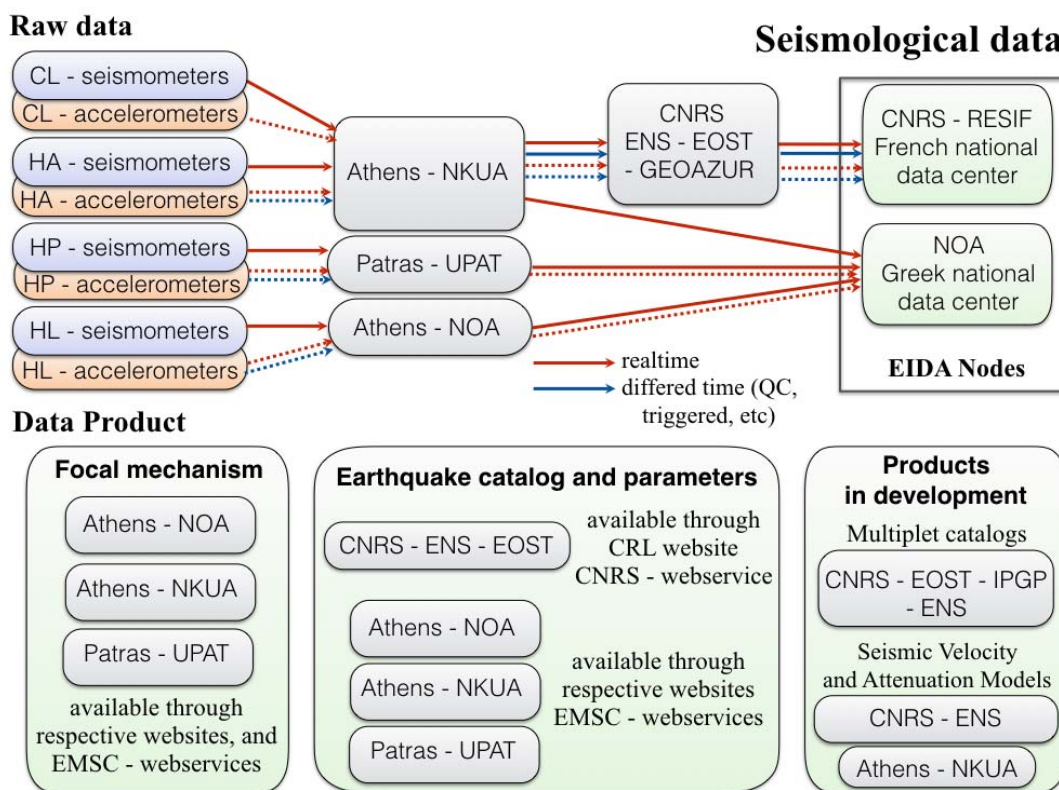 Raw data
Seismological data
CL - seismometers
CL - accelerometers
HA - seismometers
HA - accelerometers
HP - seismometers
HP - accelerometers
HL - seismometers
HL - accelerometers
Athens - NKUA
Patras - UPAT
Athens - NOA
CNRS
ENS - EOST
- GEOAZUR
CNRS - RESIF
French national
data center
NOA
Greek national
data center
EIDA Nodes
realtime
differed time (QC,
triggered, etc)
Data Product
Focal mechanism
Athens - NOA
Athens - NKUA
Patras - UPAT
available through
respective websites, and
EMSC - webservices
Earthquake catalog and parameters
CNRS - ENS - EOST
available through
CRL website
CNRS - webservice
Athens - NOA
Athens - NKUA
Patras - UPAT
available through
respective websites
EMSC - webservices
Products
in development
Multiplet catalogs
CNRS - EOST - IPGP
- ENS
Seismic Velocity
and Attenuation Models
CNRS - ENS
Athens - NKUA